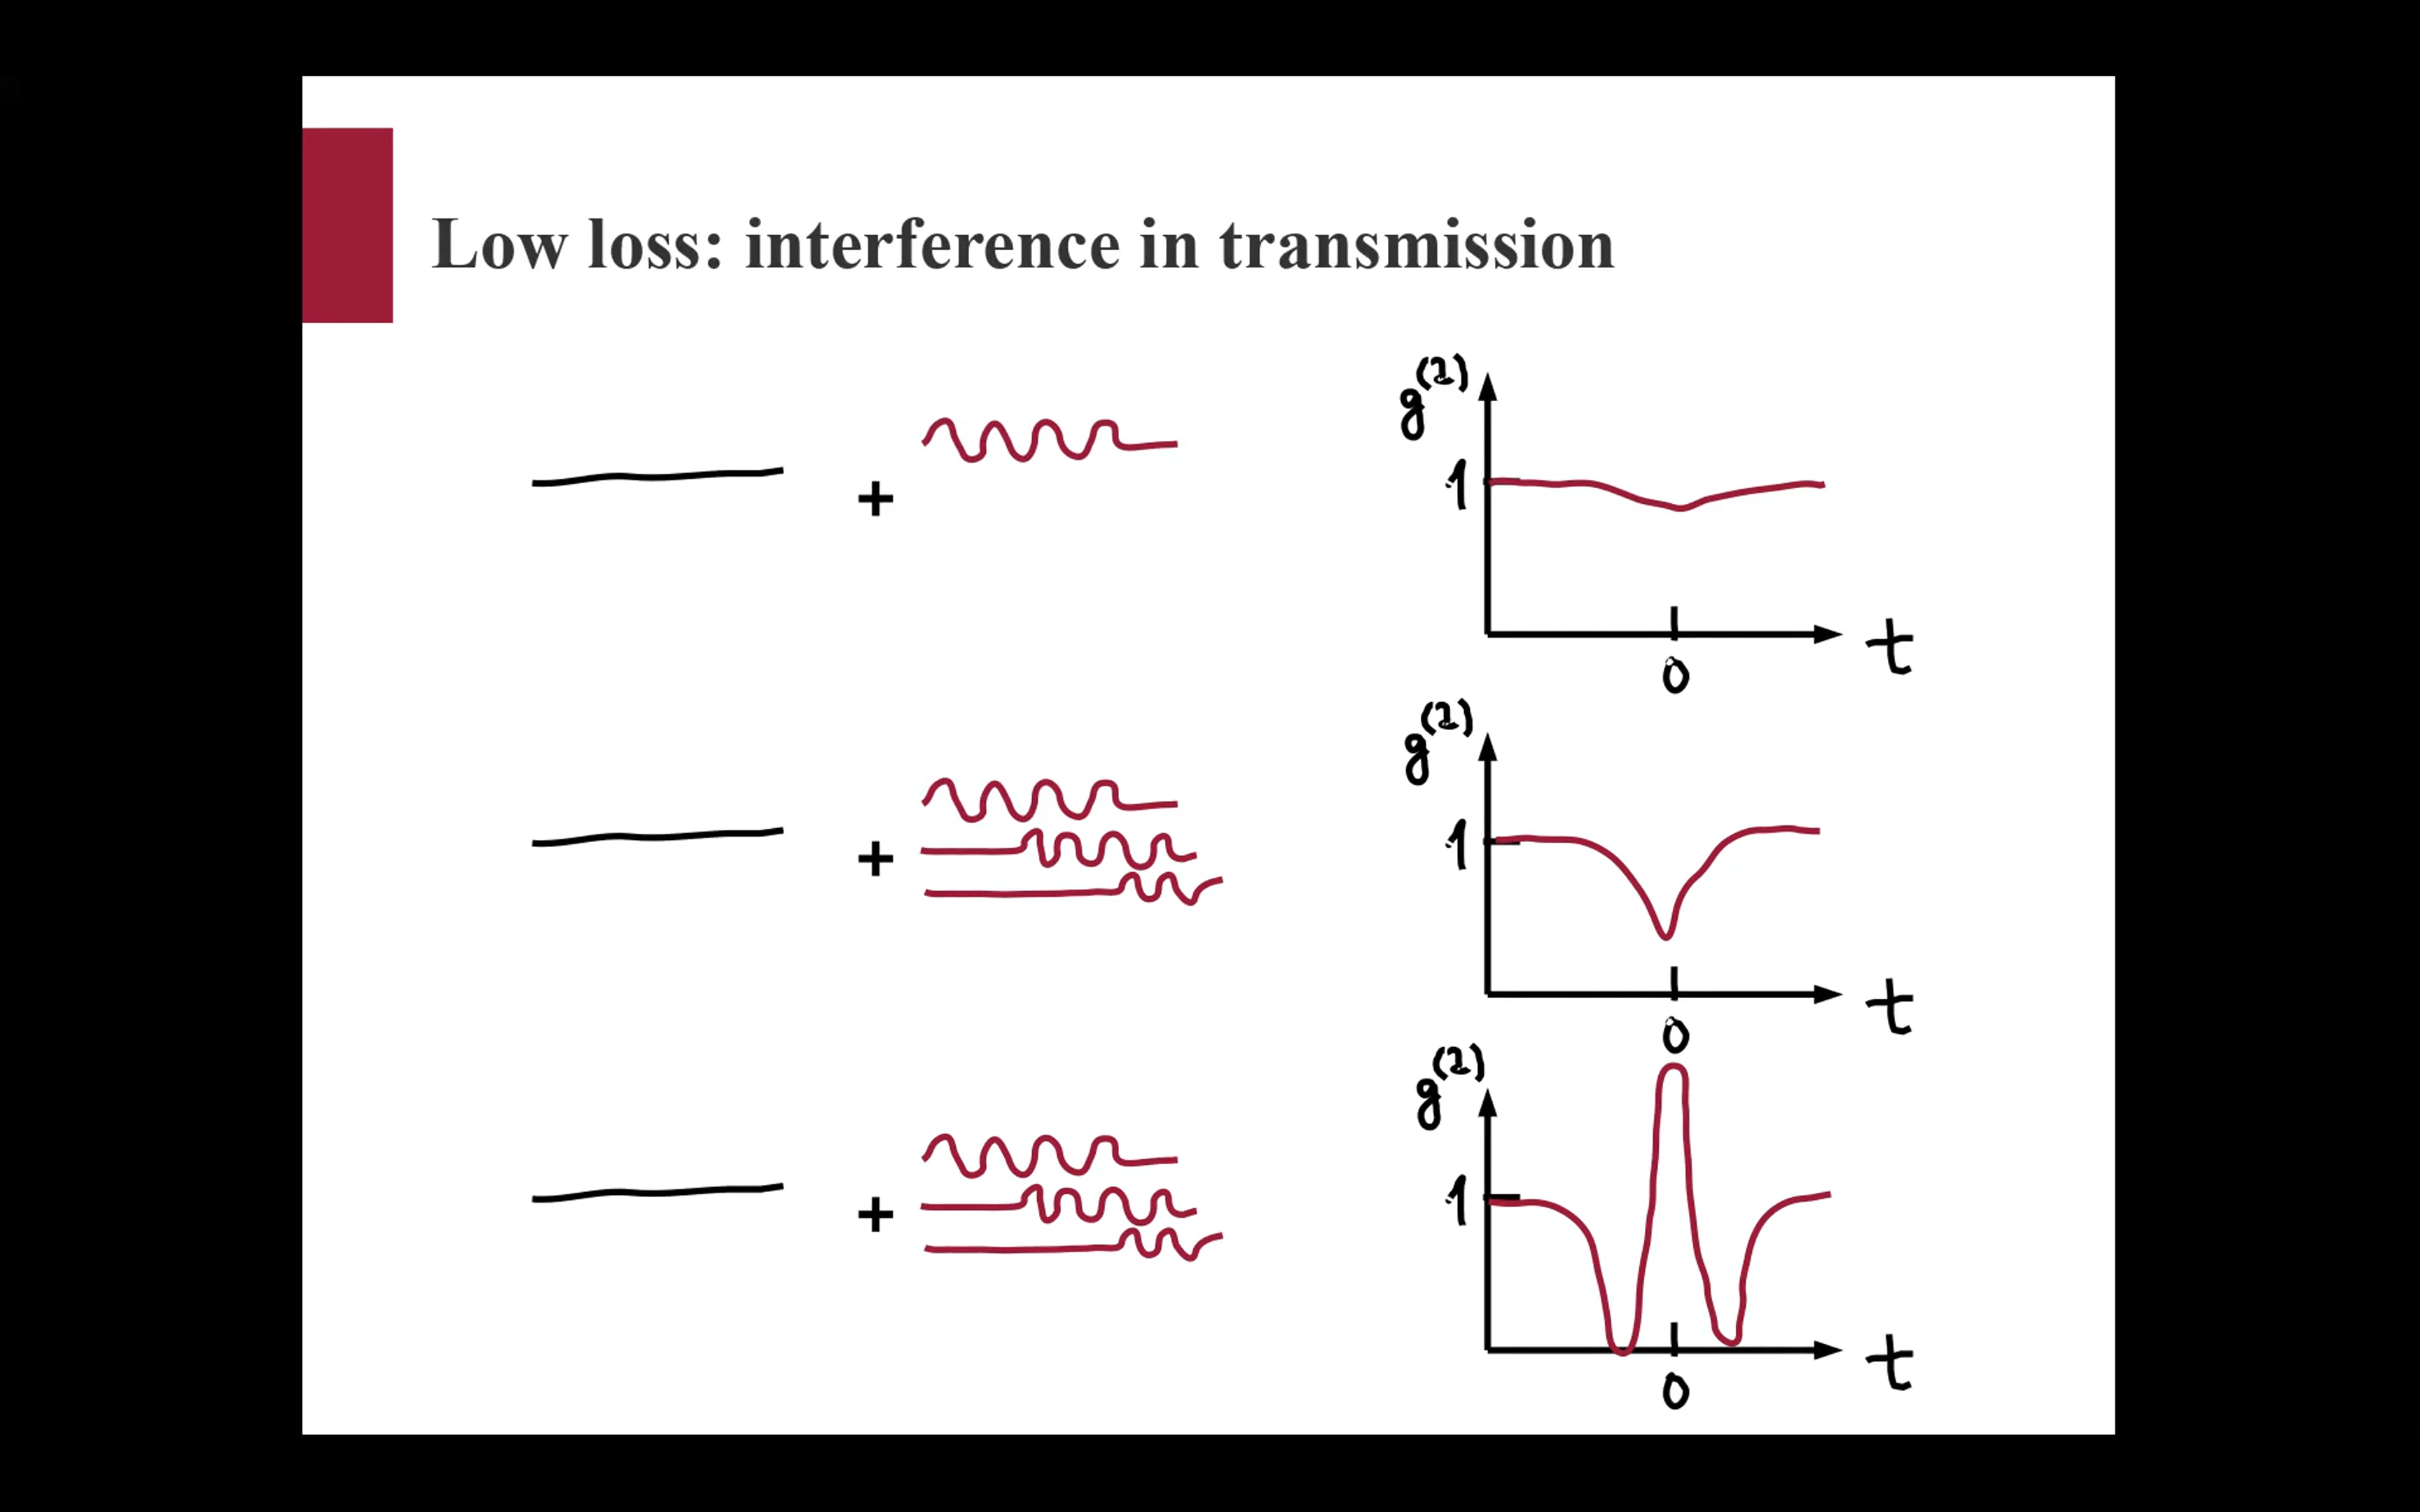 Low loss: interference in transmission
g(2)
1
+
0
t
g(2)
1
+
0
t
g(2)
1
+
0
t